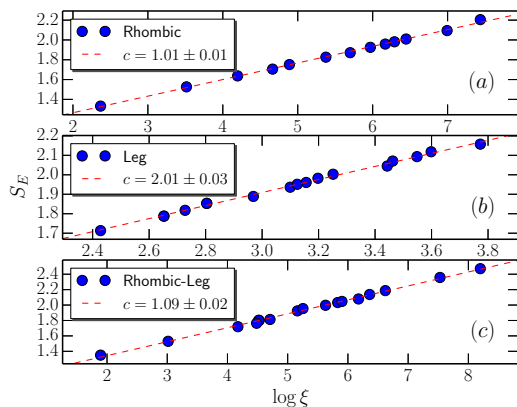 2.2
2.0
1.8
1.6
1.4
Rhombic
c = 1.01 ± 0.01
(a)
2 3 4 5 6 7
2.2
2.1
2.0
1.9
1.8
1.7
Leg
c = 2.01 ± 0.03
(b)
S_E
2.4 2.6 2.8 3.0 3.2 3.4 3.6 3.8
2.4
2.2
2.0
1.8
1.6
1.4
Rhombic-Leg
c = 1.09 ± 0.02
(c)
2 3 4 5 6 7 8
log ξ